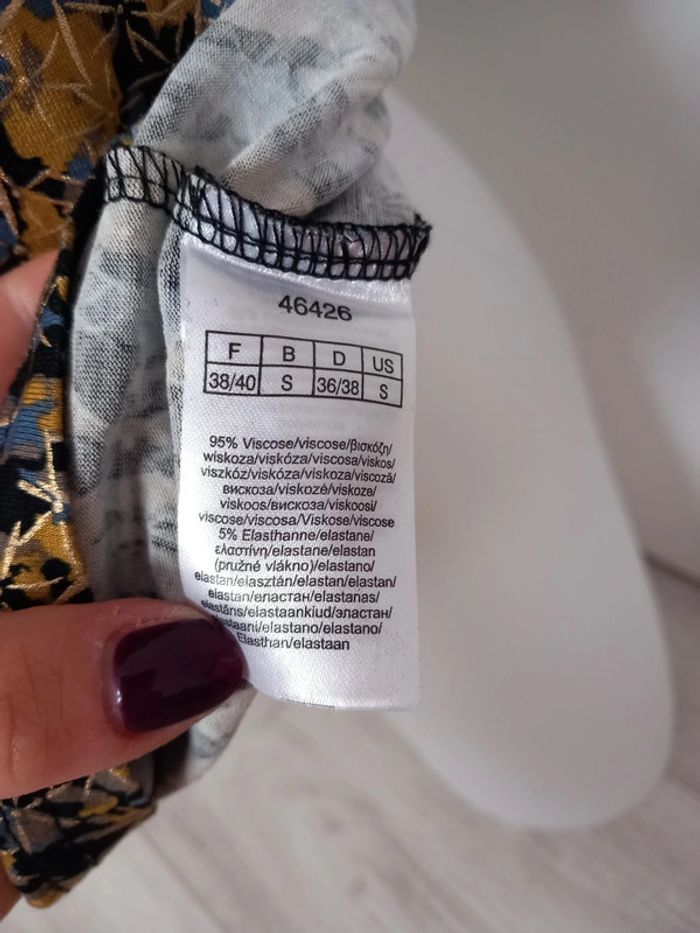 46426
F B D US
38/40 S 36/38 S
95% Viscose/viscose/βισκόζη/
wiskoza/viskóza/viscosa/viskos/
viszkóz/viskóza/viskoza/viscoză/
вискоза/viskozė/viskoze/
viskoos/вискоза/viskoosi/
viscose/viscosa/Viskose/viscose
5% Elasthanne/elastane/
ελαστίνη/elastane/elastan
(pružné vlákno)/elastano/
elastan/elasztán/elastan/elastan/
elastan/еластан/elastanas/
elastāns/elastaankiud/эластан/
elastano/elastano/
Elasthan/elastaan